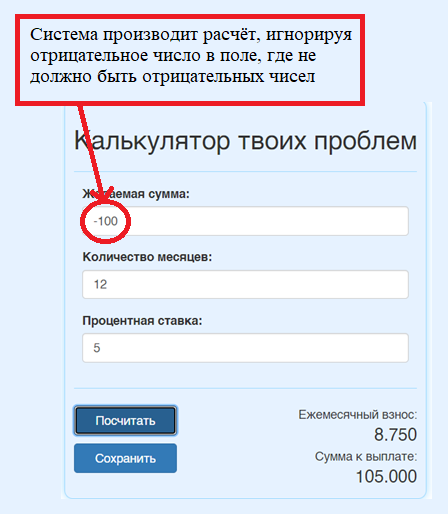 Система производит расчёт, игнорируя
отрицательное число в поле, где не
должно быть отрицательных чисел
Калькулятор твоих проблем
Желаемая сумма:
-100
Количество месяцев:
12
Процентная ставка:
5
Посчитать
Сохранить
Ежемесячный взнос:
8.750
Сумма к выплате:
105.000